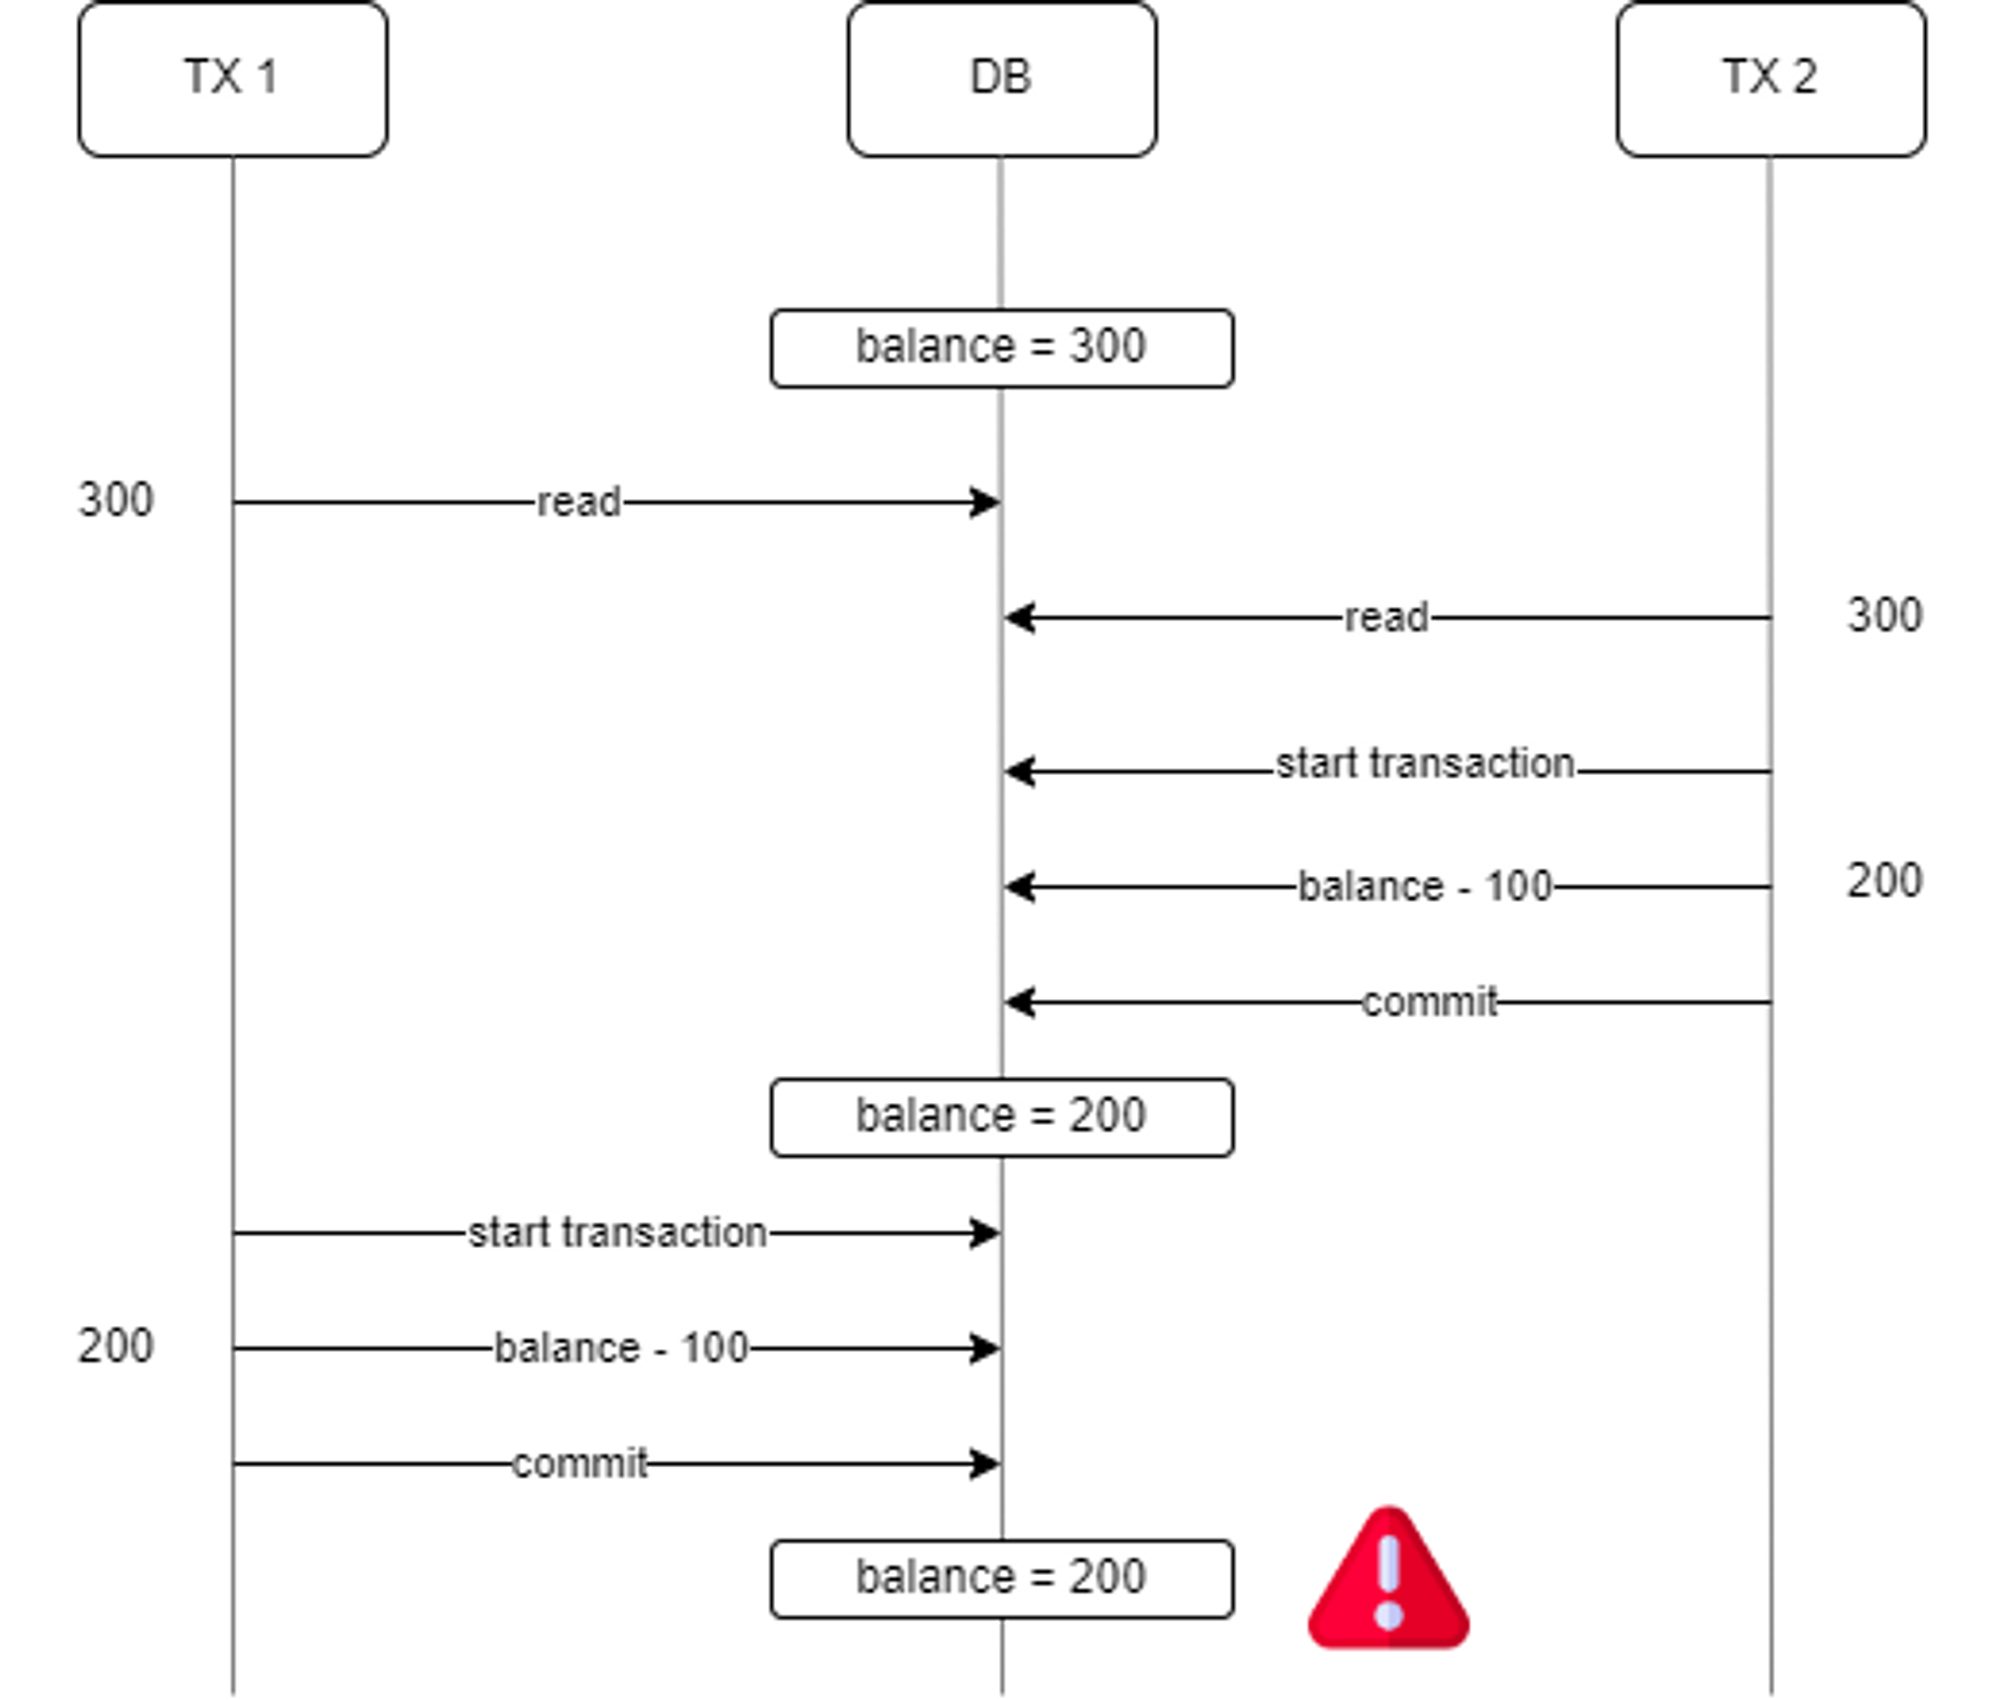 TX 1
DB
TX 2
balance = 300
300
read
read
300
start transaction
balance - 100
200
commit
balance = 200
start transaction
200
balance - 100
commit
balance = 200